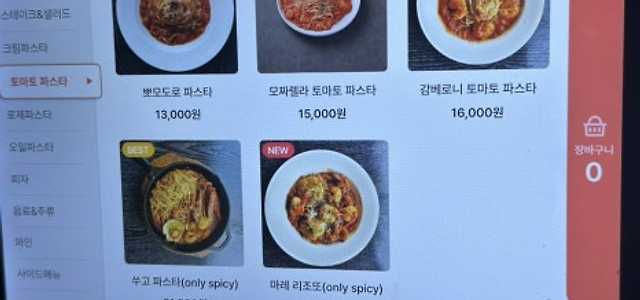 스테이크&샐러드
크림파스타
토마토 파스타
로제파스타
오일파스타
피자
음료&주류
와인
사이드메뉴
뽀모도로 파스타
13,000원
모짜렐라 토마토 파스타
15,000원
감베로니 토마토 파스타
16,000원
BEST
쑤고 파스타(only spicy)
NEW
마레 리조또(only spicy)
장바구니
0